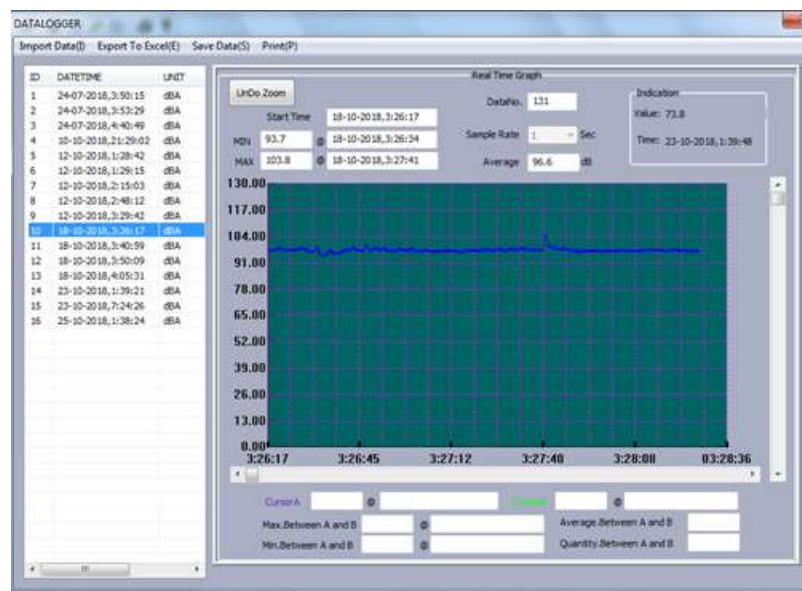 DATALOGGER
Import Data(I) Export To Excel(E) Save Data(S) Print(P)
ID DATETIME UNIT
1 24-07-2018,3:50:15 dBA
2 24-07-2018,3:53:29 dBA
3 24-07-2018,4:40:49 dBA
4 10-10-2018,21:29:02 dBA
5 12-10-2018,1:28:42 dBA
6 12-10-2018,1:29:15 dBA
7 12-10-2018,2:15:03 dBA
8 12-10-2018,2:48:12 dBA
9 12-10-2018,3:29:42 dBA
10 18-10-2018,3:26:17 dBA
11 18-10-2018,3:40:59 dBA
12 18-10-2018,3:50:09 dBA
13 18-10-2018,4:05:31 dBA
14 23-10-2018,1:39:21 dBA
15 23-10-2018,7:24:26 dBA
16 25-10-2018,1:38:24 dBA
Real Time Graph
UnDo Zoom
Start Time 18-10-2018,3:26:17
MIN 93.7 @ 18-10-2018,3:26:34
MAX 103.8 @ 18-10-2018,3:27:41
DataNo. 131
Sample Rate 1 Sec
Average 96.6 dB
Indication
Value: 73.8
Time: 23-10-2018,1:39:48
130.00
117.00
104.00
91.00
78.00
65.00
52.00
39.00
26.00
13.00
0.00
3:26:17 3:26:45 3:27:12 3:27:40 3:28:08 03:28:36
CursorA @ @
Max.Between A and B @ Average.Between A and B
Min.Between A and B @ Quantity.Between A and B